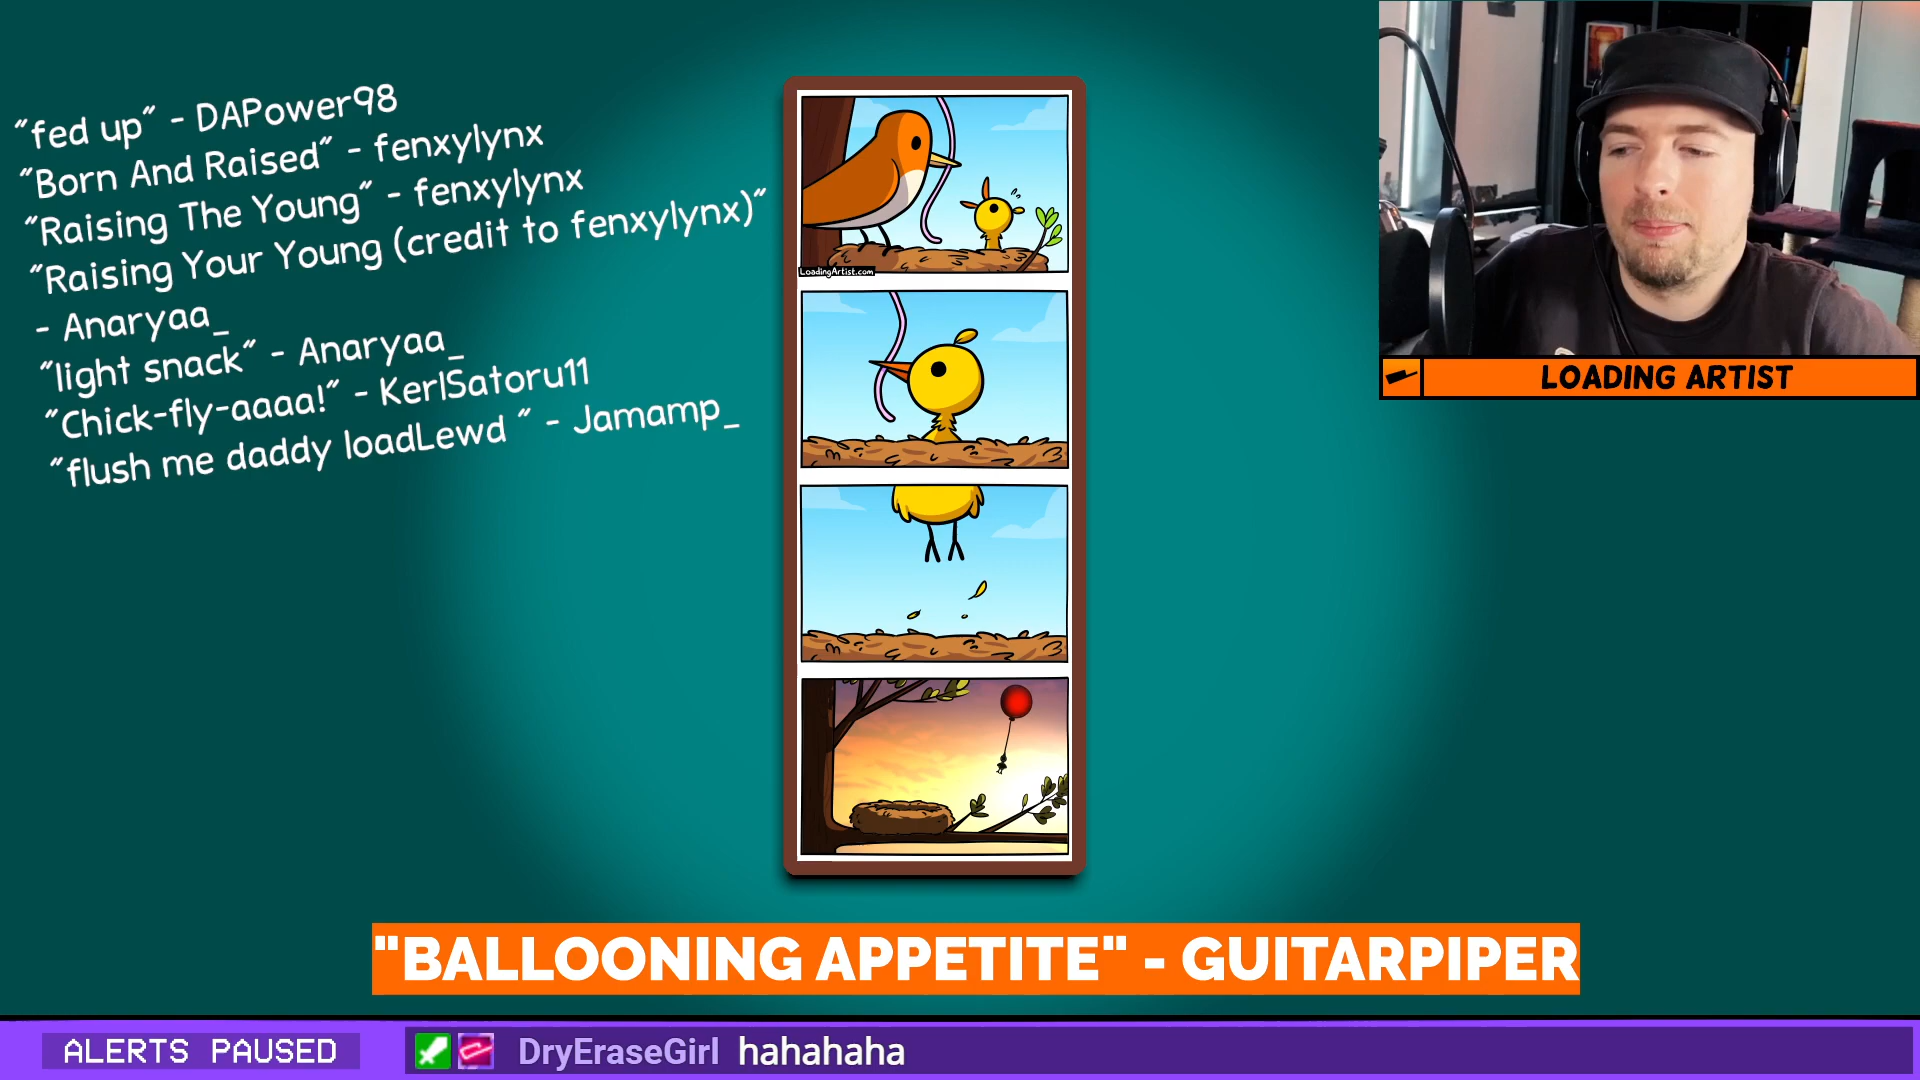 "fed up" - DAPower98
"Born And Raised" - fenxylynx
"Raising The Young" - fenxylynx
"Raising Your Young (credit to fenxylynx)"
- Anaryaa_
"light snack" - Anaryaa_
"Chick-fly-aaaa!" - KerlSatoru11
"flush me daddy loadLewd " - Jamamp_
LoadingArtist.com
LOADING ARTIST
"BALLOONING APPETITE" - GUITARPIPER
ALERTS PAUSED
DryEraseGirl hahahaha